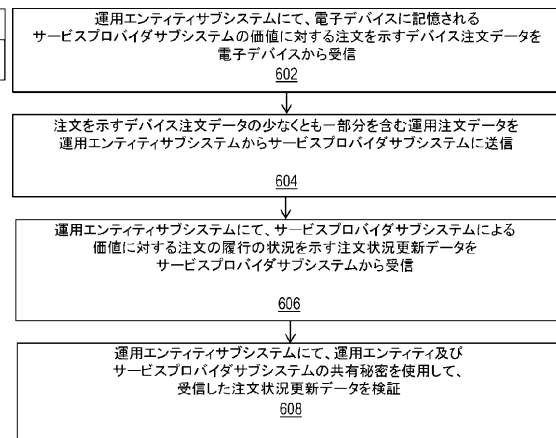 運用エンティティサブシステムにて、電子デバイスに記憶される
サービスプロバイダサブシステムの価値に対する注文を示すデバイス注文データを
電子デバイスから受信
602
注文を示すデバイス注文データの少なくとも一部分を含む運用注文データを
運用エンティティサブシステムからサービスプロバイダサブシステムに送信
604
運用エンティティサブシステムにて、サービスプロバイダサブシステムによる
価値に対する注文の履行の状況を示す注文状況更新データを
サービスプロバイダサブシステムから受信
606
運用エンティティサブシステムにて、運用エンティティ及び
サービスプロバイダサブシステムの共有秘密を使用して、
受信した注文状況更新データを検証
608